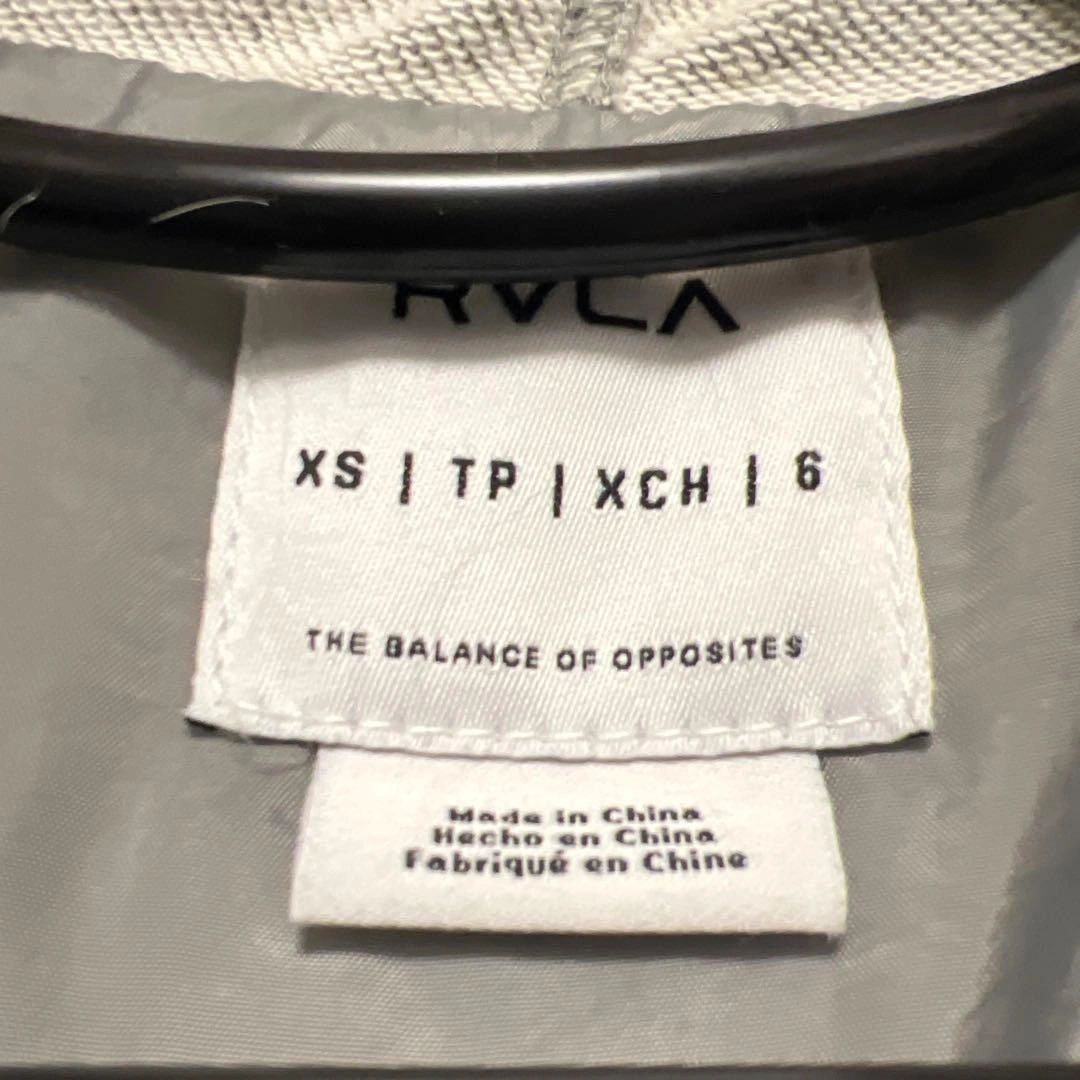 RVCA
XS | TP | XCH | 6
THE BALANCE OF OPPOSITES
Made in China
Hecho en China
Fabriqué en Chine